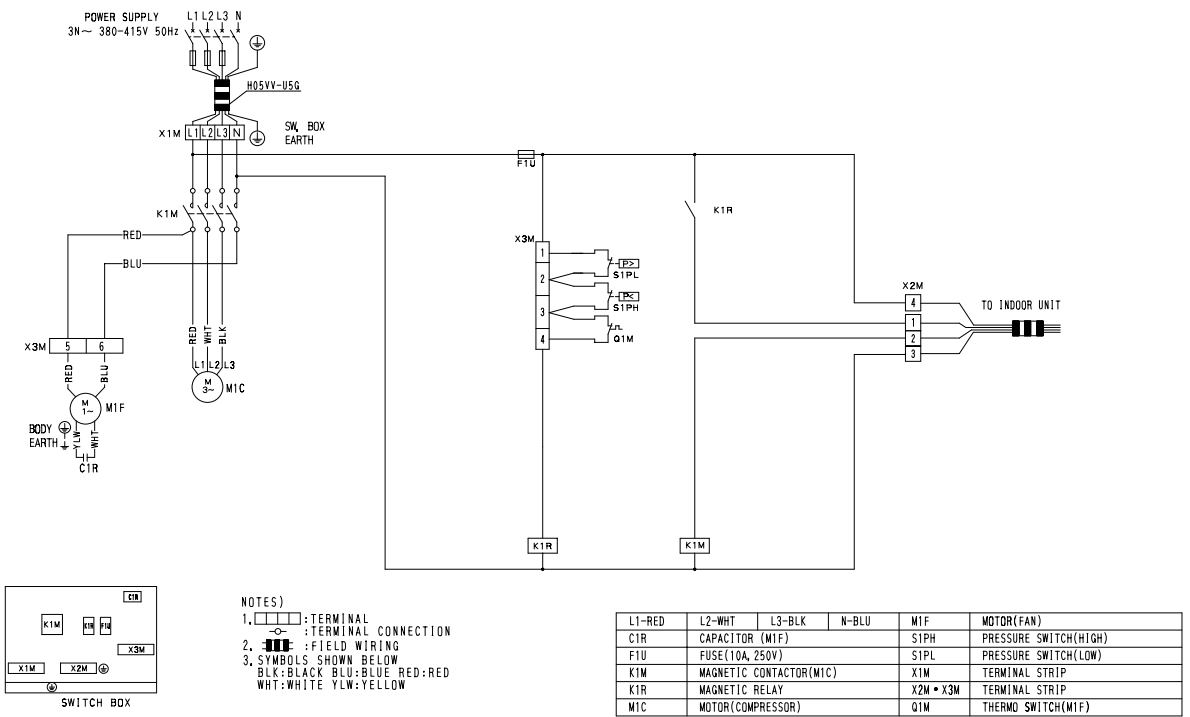 POWER SUPPLY
3N～ 380-415V 50Hz
L1 L2 L3 N
H05VV-U5G
X1M L1 L2 L3 N
SW. BOX
EARTH
F1U
K1M
K1R
RED
BLU
X3M
1
2
3
4
P>
S1PL
P<
S1PH
Q1M
X2M
4
1
2
3
TO INDOOR UNIT
RED
WHT
BLK
X3M 5 6
L1 L2 L3
M
3~
M1C
RED
BLU
M
1~
M1F
BODY
EARTH
YLW
WHT
C1R
K1R
K1M
C1R
K1M
K1R
F1U
X3M
X1M
X2M
SWITCH BOX
NOTES)
1. :TERMINAL
:TERMINAL CONNECTION
2. :FIELD WIRING
3. SYMBOLS SHOWN BELOW
BLK:BLACK BLU:BLUE RED:RED
WHT:WHITE YLW:YELLOW
L1-RED L2-WHT L3-BLK N-BLU M1F MOTOR(FAN)
C1R CAPACITOR (M1F) S1PH PRESSURE SWITCH(HIGH)
F1U FUSE(10A, 250V) S1PL PRESSURE SWITCH(LOW)
K1M MAGNETIC CONTACTOR(M1C) X1M TERMINAL STRIP
K1R MAGNETIC RELAY X2M•X3M TERMINAL STRIP
M1C MOTOR(COMPRESSOR) Q1M THERMO SWITCH(M1F)